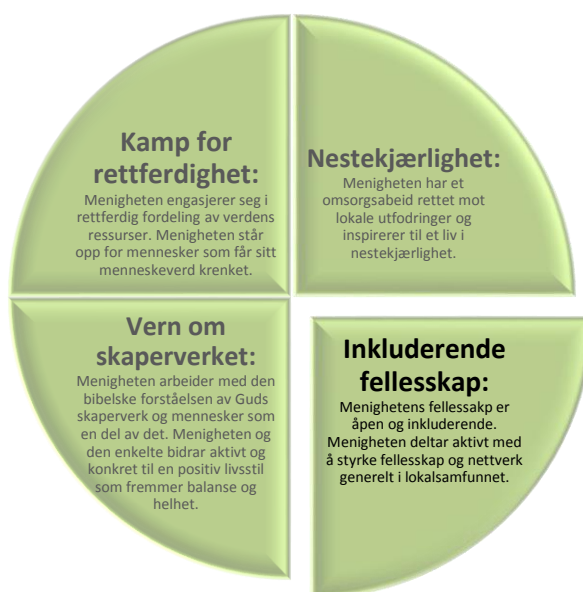 Kamp for
rettferdighet:
Menigheten engasjerer seg i
rettferdig fordeling av verdens
ressurser. Menigheten står
opp for mennesker som får sitt
menneskeverd krenket.
Nestekjærlighet:
Menigheten har et
omsorgsabeid rettet mot
lokale utfodringer og
inspirerer til et liv i
nestekjærlighet.
Vern om
skaperverket:
Menigheten arbeider med den
bibelske forståelsen av Guds
skaperverk og mennesker som
en del av det. Menigheten og
den enkelte bidrar aktivt og
konkret til en positiv livsstil
som fremmer balanse og
helhet.
Inkluderende
fellesskap:
Menighetens fellessakp er
åpen og inkluderende.
Menigheten deltar aktivt med
å styrke fellesskap og nettverk
generelt i lokalsamfunnet.